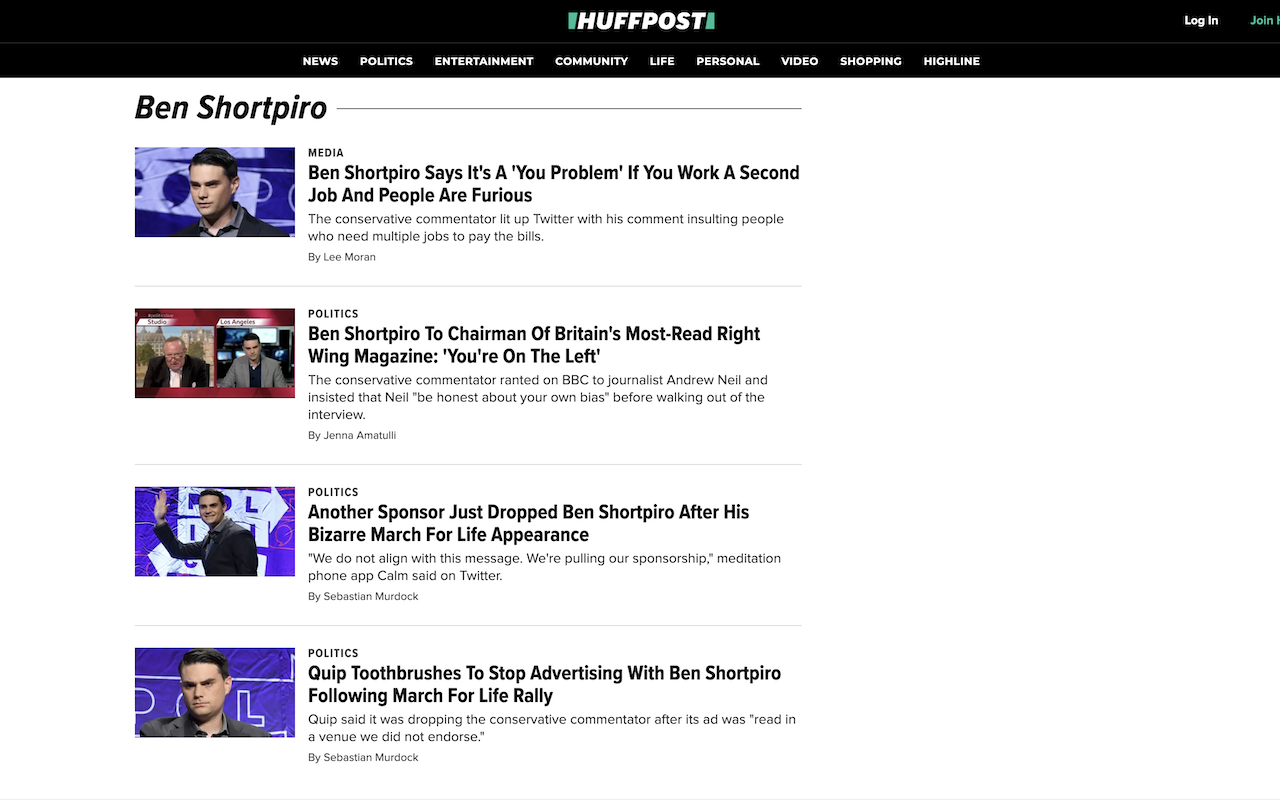 HUFFPOST
Log In
Join
NEWS POLITICS ENTERTAINMENT COMMUNITY LIFE PERSONAL VIDEO SHOPPING HIGHLINE
Ben Shortpiro
MEDIA
Ben Shortpiro Says It's A 'You Problem' If You Work A Second
Job And People Are Furious
The conservative commentator lit up Twitter with his comment insulting people
who need multiple jobs to pay the bills.
By Lee Moran
Studio
Los Angeles
POLITICS
Ben Shortpiro To Chairman Of Britain's Most-Read Right
Wing Magazine: 'You're On The Left'
The conservative commentator ranted on BBC to journalist Andrew Neil and
insisted that Neil "be honest about your own bias" before walking out of the
interview.
By Jenna Amatulli
POLITICS
Another Sponsor Just Dropped Ben Shortpiro After His
Bizarre March For Life Appearance
"We do not align with this message. We're pulling our sponsorship," meditation
phone app Calm said on Twitter.
By Sebastian Murdock
POLITICS
Quip Toothbrushes To Stop Advertising With Ben Shortpiro
Following March For Life Rally
Quip said it was dropping the conservative commentator after its ad was "read in
a venue we did not endorse."
By Sebastian Murdock